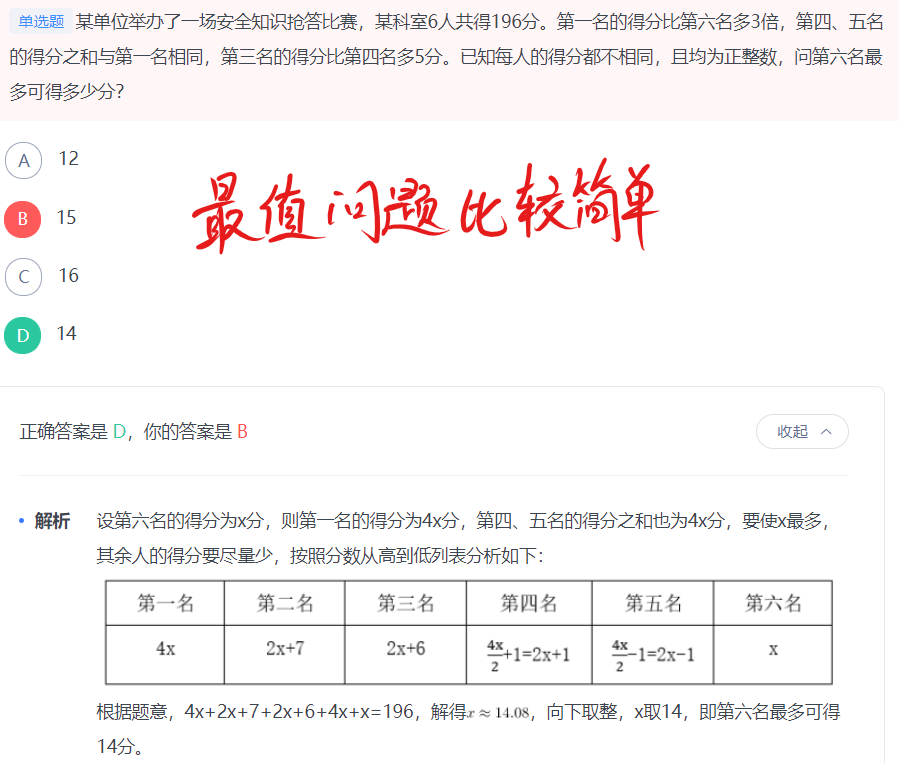 单选题 某单位举办了一场安全知识抢答比赛，某科室6人共得196分。第一名的得分比第六名多3倍，第四、五名
的得分之和与第一名相同，第三名的得分比第四名多5分。已知每人的得分都不相同，且均为正整数，问第六名最
多可得多少分？
A 12
最值问题比较简单
B 15
C 16
D 14
正确答案是 D，你的答案是 B
收起
解析 设第六名的得分为x分，则第一名的得分为4x分，第四、五名的得分之和也为4x分，要使x最多，
其余人的得分要尽量少，按照分数从高到低列表分析如下：
第一名 第二名 第三名 第四名 第五名 第六名
4x 2x+7 2x+6 4x/2+1=2x+1 4x/2-1=2x-1 x
根据题意，4x+2x+7+2x+6+4x+x=196，解得x≈14.08，向下取整，x取14，即第六名最多可得
14分。